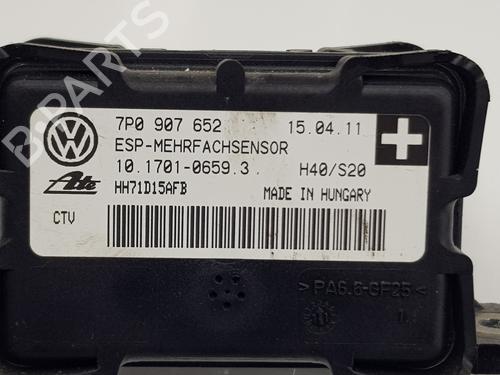 7P0 907 652 15.04.11
ESP-MEHRFACHSENSOR
10.1701-0659.3. H40/S20
Ate HH71D15AFB MADE IN HUNGARY
CTV
>PA6.6-GF25<
B PARTS